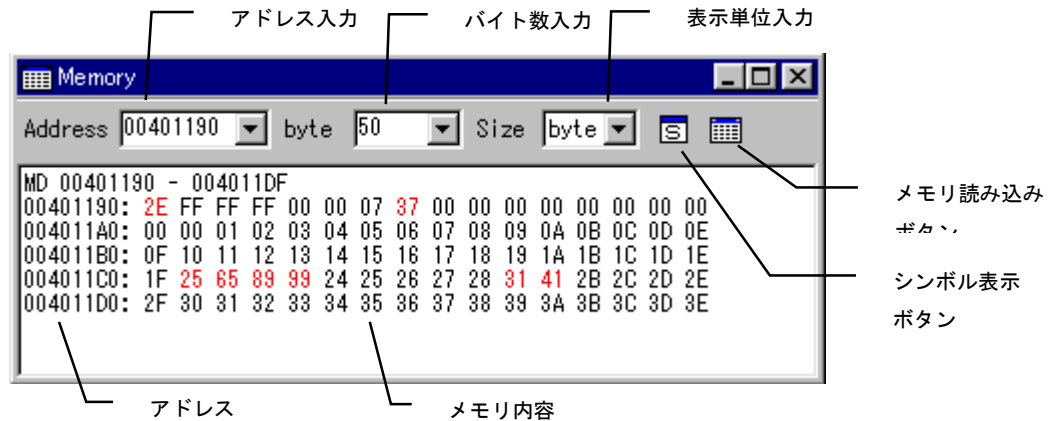 アドレス入力
バイト数入力
表示単位入力
Memory
Address 00401190 byte 50 Size byte S
MD 00401190 - 004011DF
00401190: 2E FF FF FF 00 00 07 37 00 00 00 00 00 00 00 00
004011A0: 00 00 01 02 03 04 05 06 07 08 09 0A 0B 0C 0D 0E
004011B0: 0F 10 11 12 13 14 15 16 17 18 19 1A 1B 1C 1D 1E
004011C0: 1F 25 65 89 99 24 25 26 27 28 31 41 2B 2C 2D 2E
004011D0: 2F 30 31 32 33 34 35 36 37 38 39 3A 3B 3C 3D 3E
メモリ読み込み
ボタン
シンボル表示
ボタン
アドレス
メモリ内容